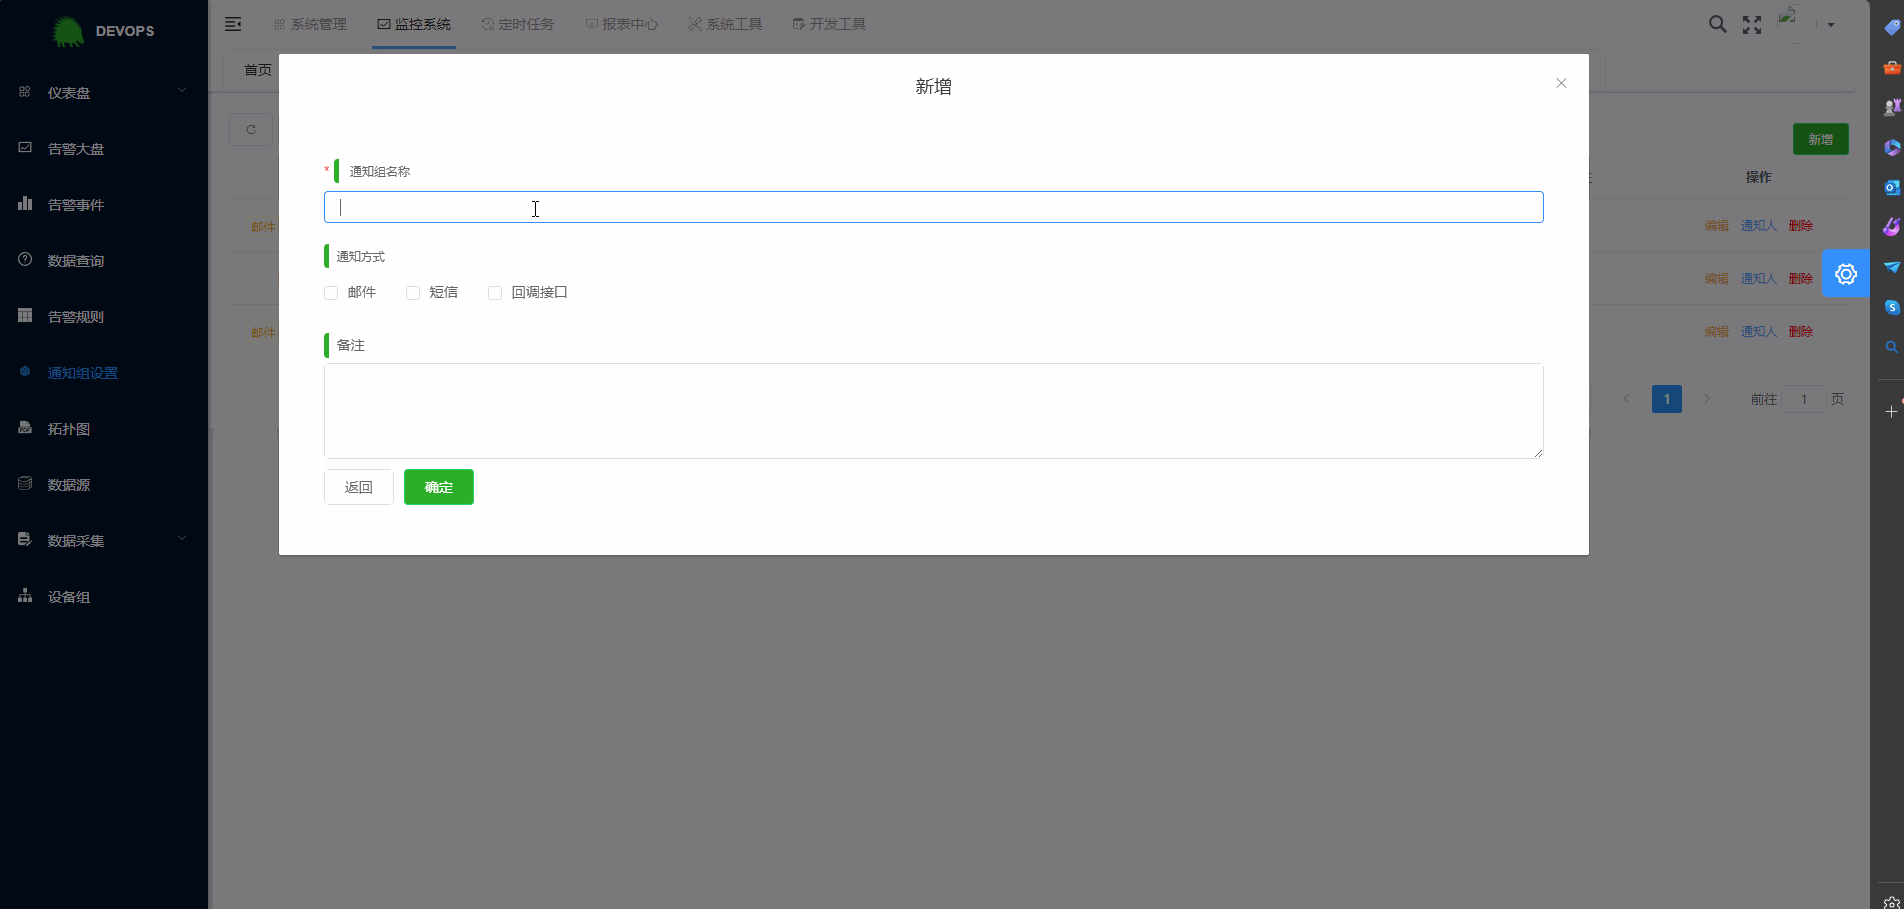 DEVOPS
系统管理
监控系统
定时任务
报表中心
系统工具
开发工具
仪表盘
告警大盘
告警事件
数据查询
告警规则
通知组设置
拓扑图
数据源
数据采集
设备组
首页
新增
* 通知组名称
通知方式
邮件
短信
回调接口
备注
返回
确定
新增
操作
邮件
编辑 通知人 删除
编辑 通知人 删除
邮件
编辑 通知人 删除
1
前往 1 页